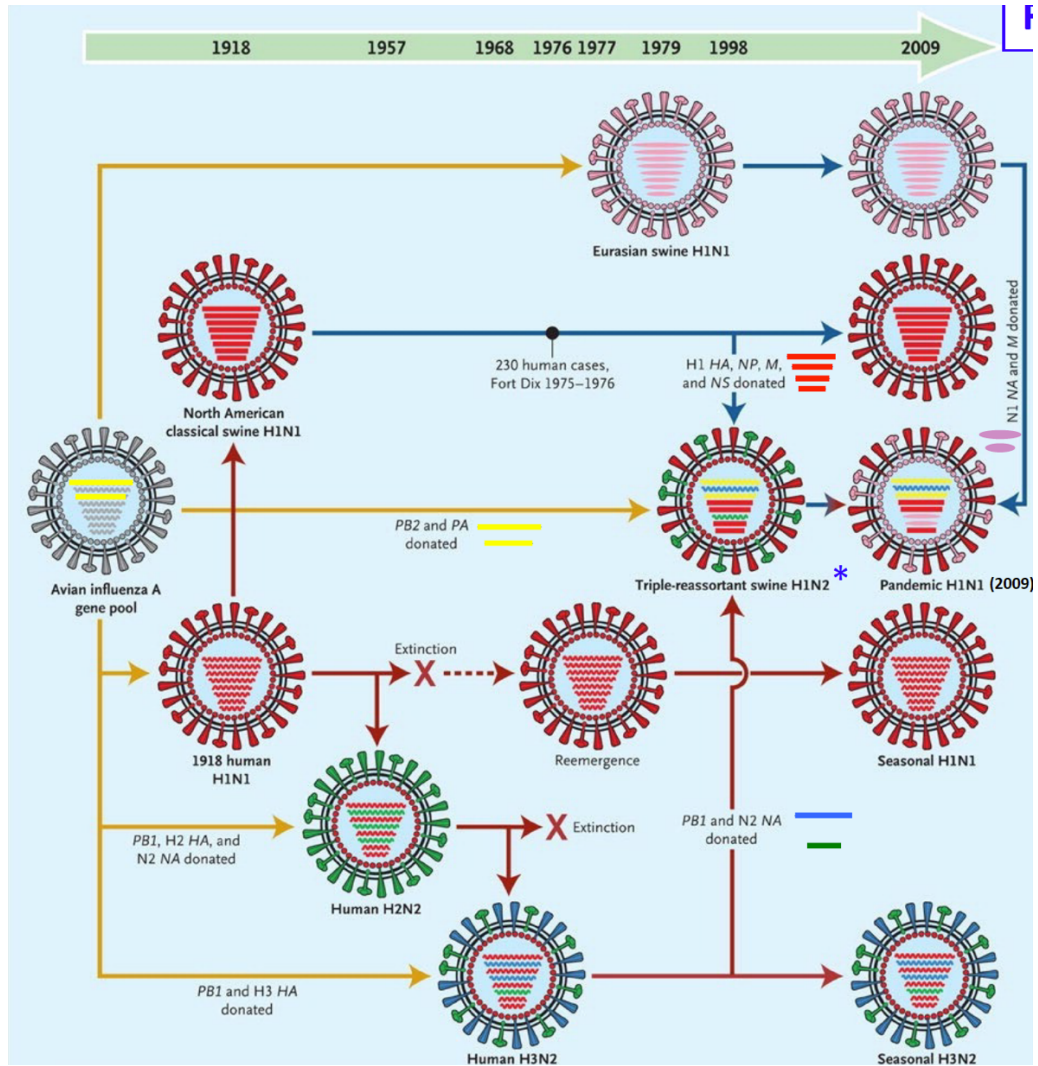 1918 1957 1968 1976 1977 1979 1998 2009
Eurasian swine H1N1
N1 NA and M donated
230 human cases,
Fort Dix 1975–1976
H1 HA, NP, M,
and NS donated
North American
classical swine H1N1
PB2 and PA
donated
Avian influenza A
gene pool
Triple-reassortant swine H1N2 *
Pandemic H1N1 (2009)
Extinction
X
1918 human
H1N1
Reemergence
Seasonal H1N1
PB1, H2 HA, and
N2 NA donated
X Extinction
PB1 and N2 NA
donated
Human H2N2
PB1 and H3 HA
donated
Human H3N2
Seasonal H3N2